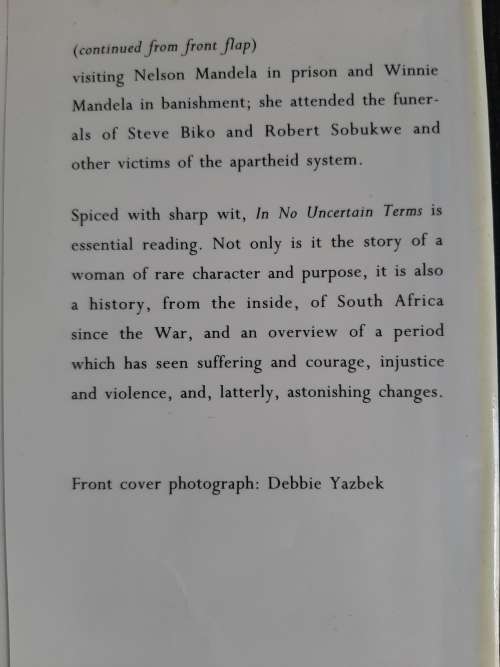 (continued from front flap)
visiting Nelson Mandela in prison and Winnie
Mandela in banishment; she attended the funer-
als of Steve Biko and Robert Sobukwe and
other victims of the apartheid system.
Spiced with sharp wit, In No Uncertain Terms is
essential reading. Not only is it the story of a
woman of rare character and purpose, it is also
a history, from the inside, of South Africa
since the War, and an overview of a period
which has seen suffering and courage, injustice
and violence, and, latterly, astonishing changes.
Front cover photograph: Debbie Yazbek